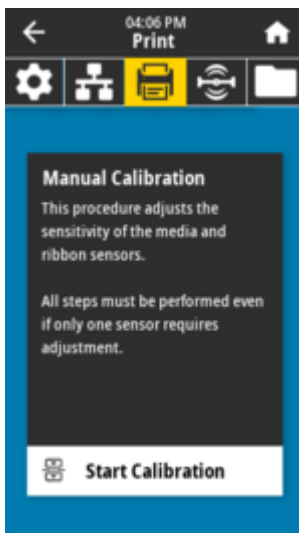 04:06 PM
Print
Manual Calibration
This procedure adjusts the
sensitivity of the media and
ribbon sensors.
All steps must be performed even
if only one sensor requires
adjustment.
Start Calibration